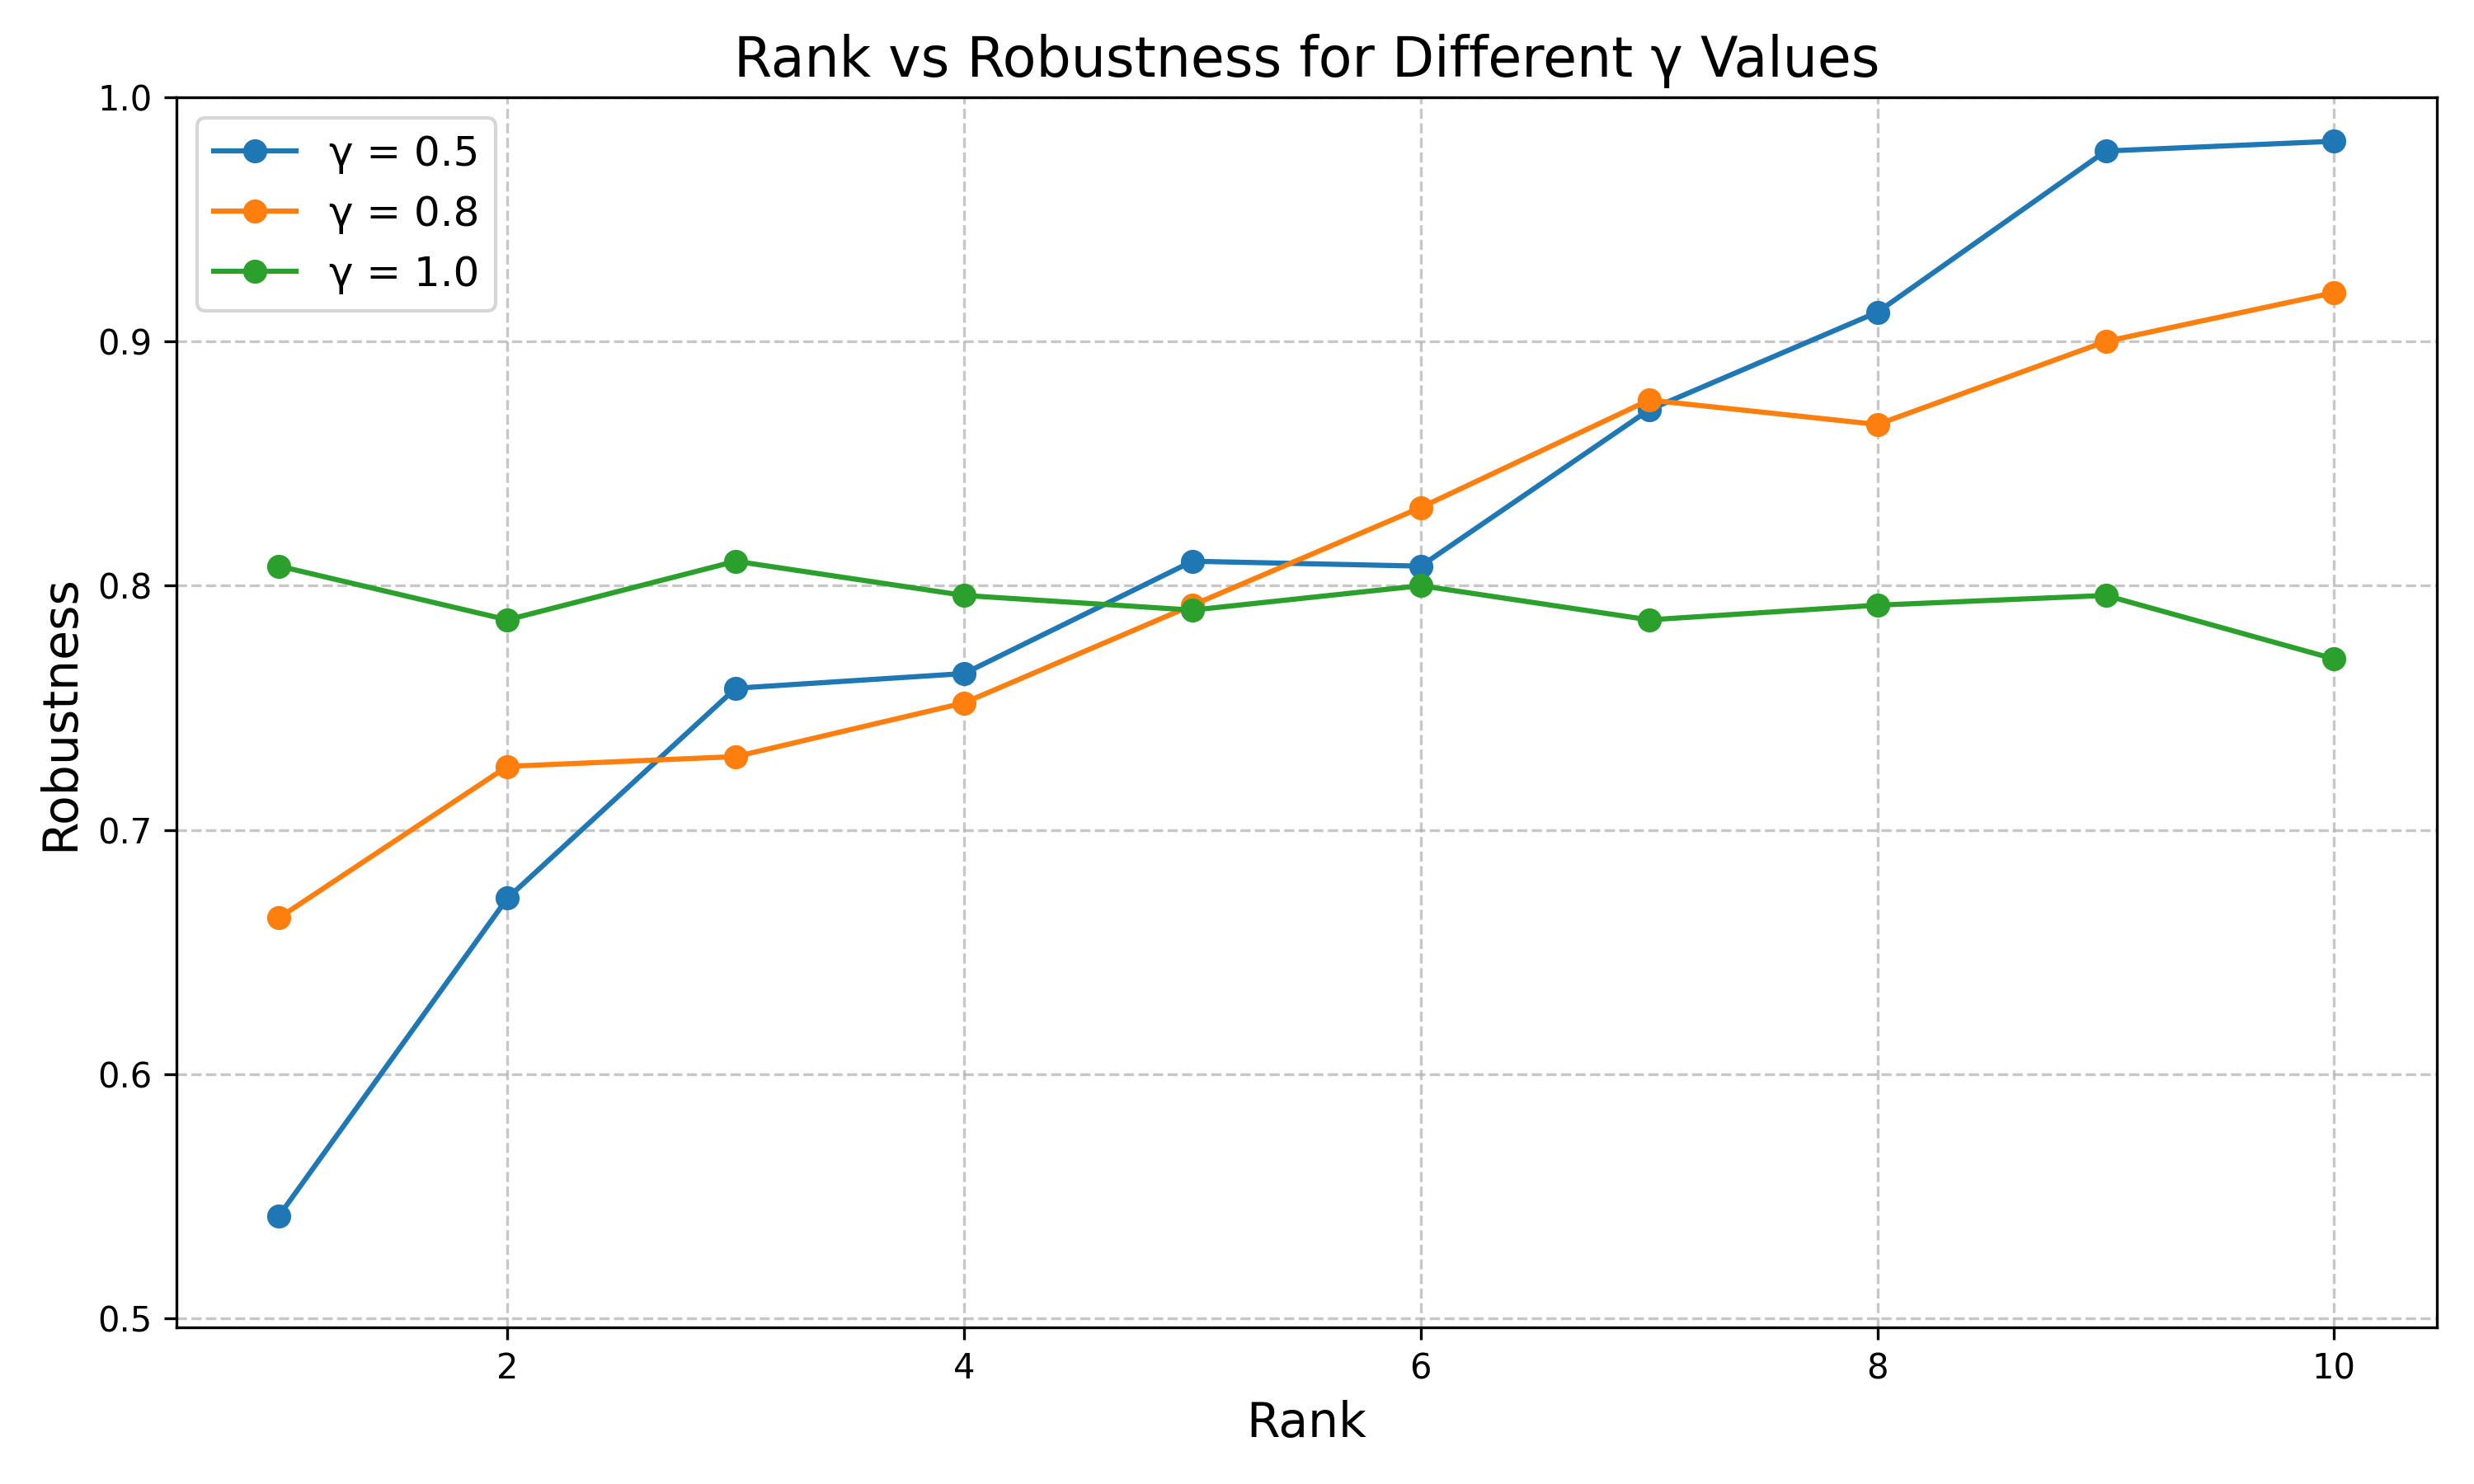 Rank vs Robustness for Different γ Values
γ = 0.5
γ = 0.8
γ = 1.0
1.0
0.9
0.8
0.7
0.6
0.5
Robustness
2 4 6 8 10
Rank